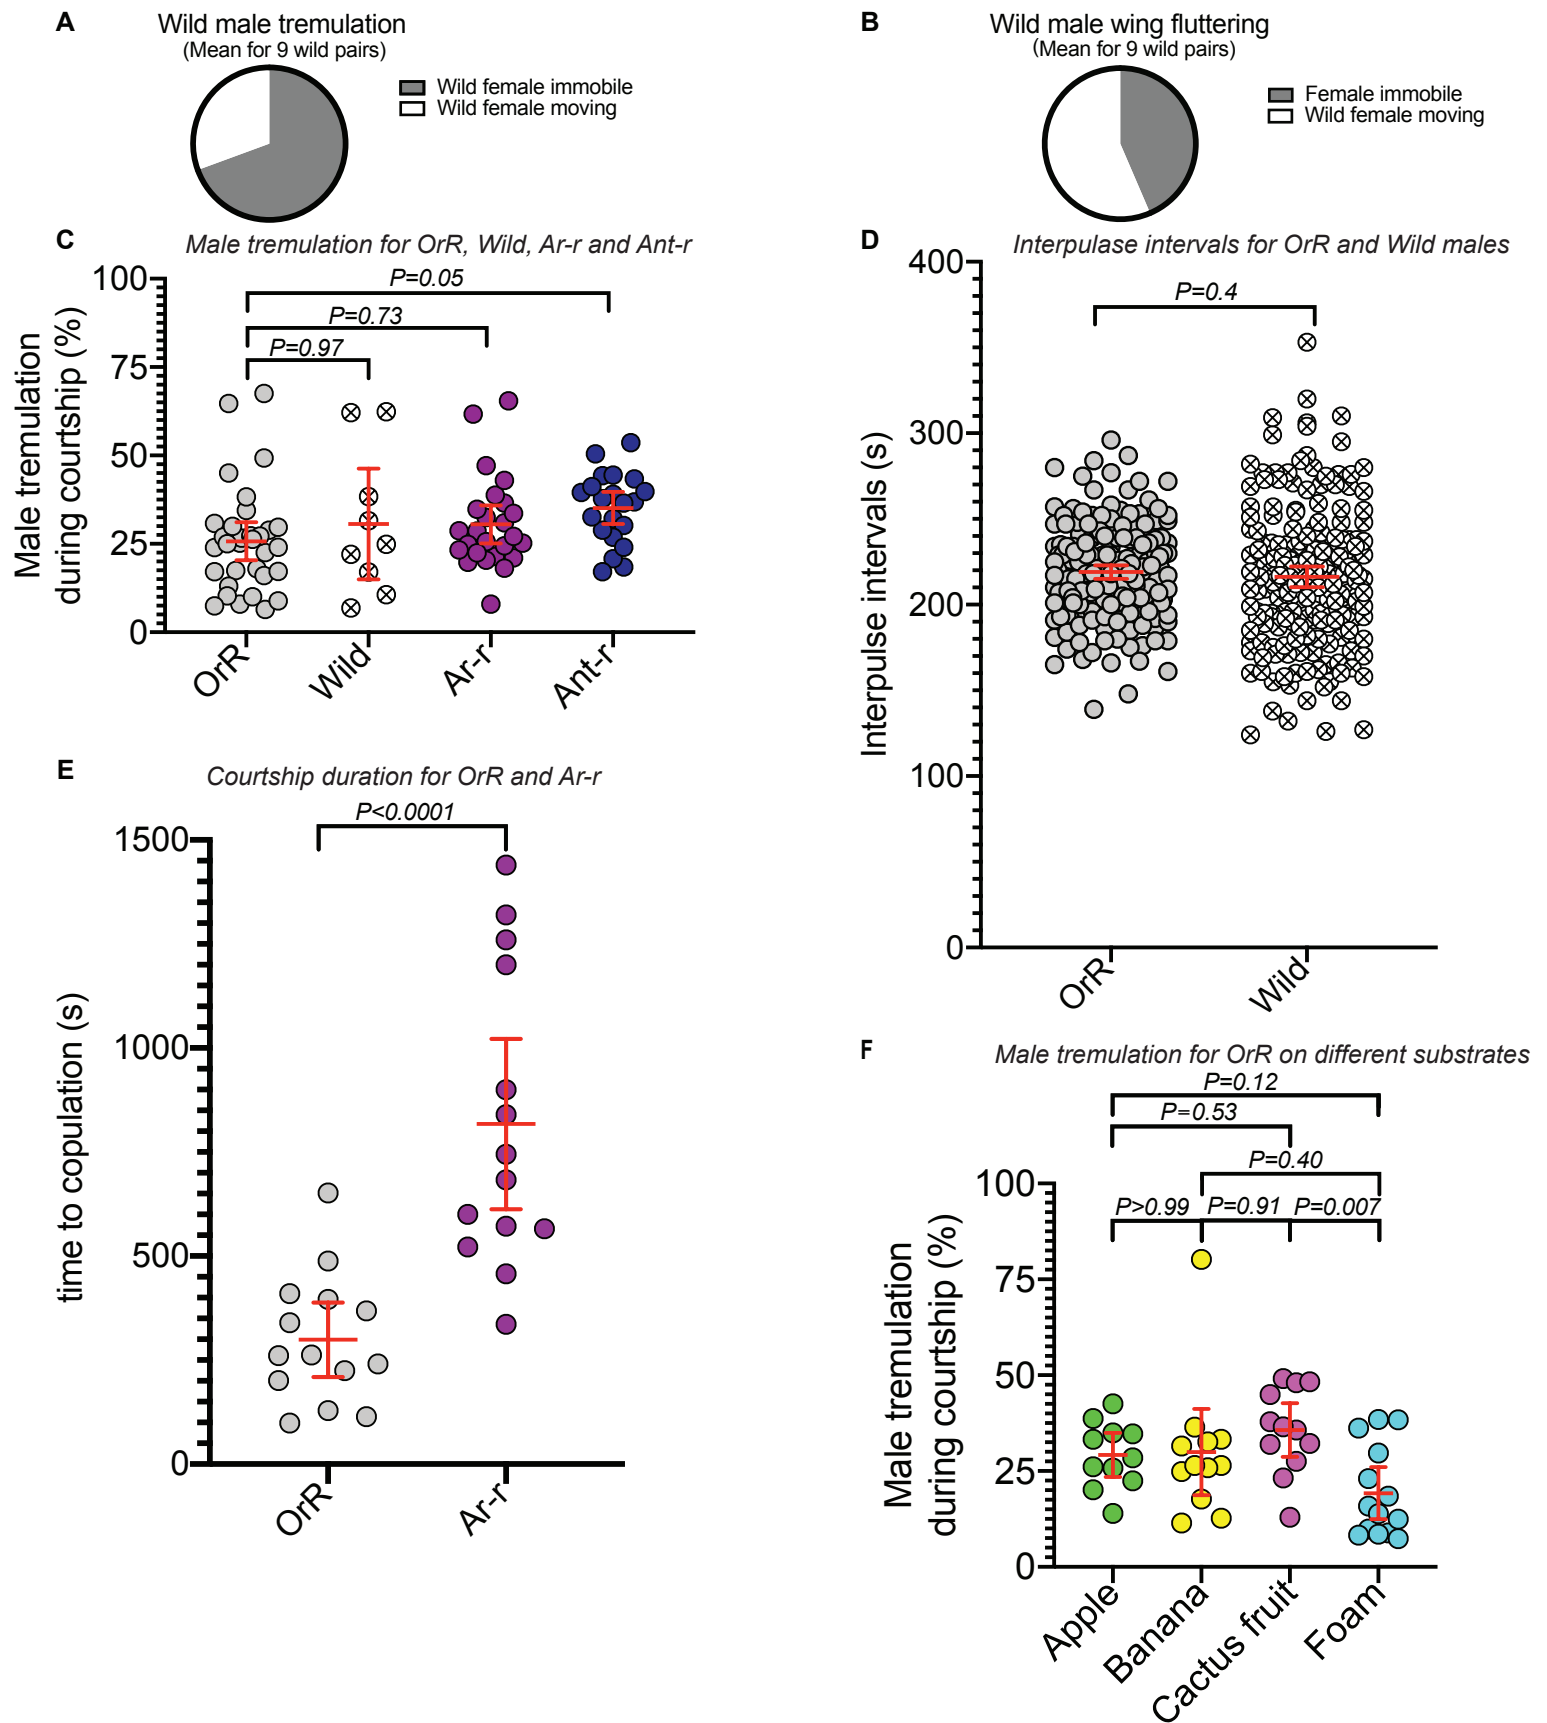 A
Wild male tremulation
(Mean for 9 wild pairs)
Wild female immobile
Wild female moving
B
Wild male wing fluttering
(Mean for 9 wild pairs)
Female immobile
Wild female moving
C
Male tremulation for OrR, Wild, Ar-r and Ant-r
Male tremulation
during courtship (%)
100
75
50
25
0
P=0.05
P=0.73
P=0.97
OrR
Wild
Ar-r
Ant-r
D
Interpulase intervals for OrR and Wild males
Interpulse intervals (s)
400
300
200
100
0
P=0.4
OrR
Wild
E
Courtship duration for OrR and Ar-r
time to copulation (s)
1500
1000
500
0
P<0.0001
OrR
Ar-r
F
Male tremulation for OrR on different substrates
Male tremulation
during courtship (%)
100
75
50
25
0
P=0.12
P=0.53
P=0.40
P>0.99
P=0.91
P=0.007
Apple
Banana
Cactus fruit
Foam